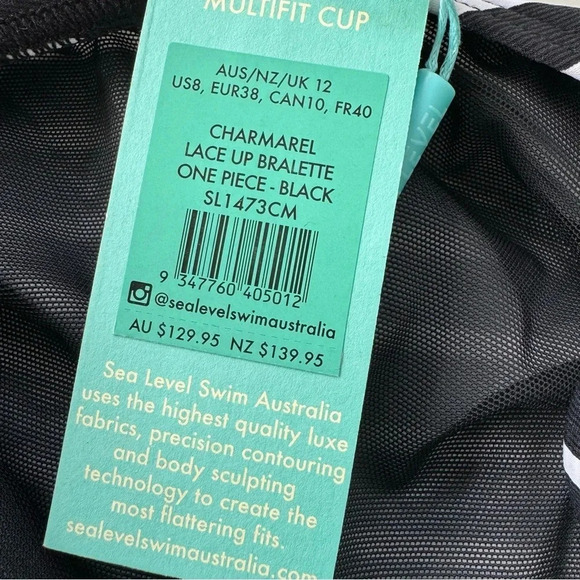 MULTIFIT CUP
AUS/NZ/UK 12
US8, EUR38, CAN10, FR40
CHARMAREL
LACE UP BRALETTE
ONE PIECE - BLACK
SL1473CM
9 347760 405012
@sealevelswimaustralia
AU $129.95 NZ $139.95
Sea Level Swim Australia
uses the highest quality luxe
fabrics, precision contouring
and body sculpting
technology to create the
most flattering fits.
sealevelswimaustralia.com